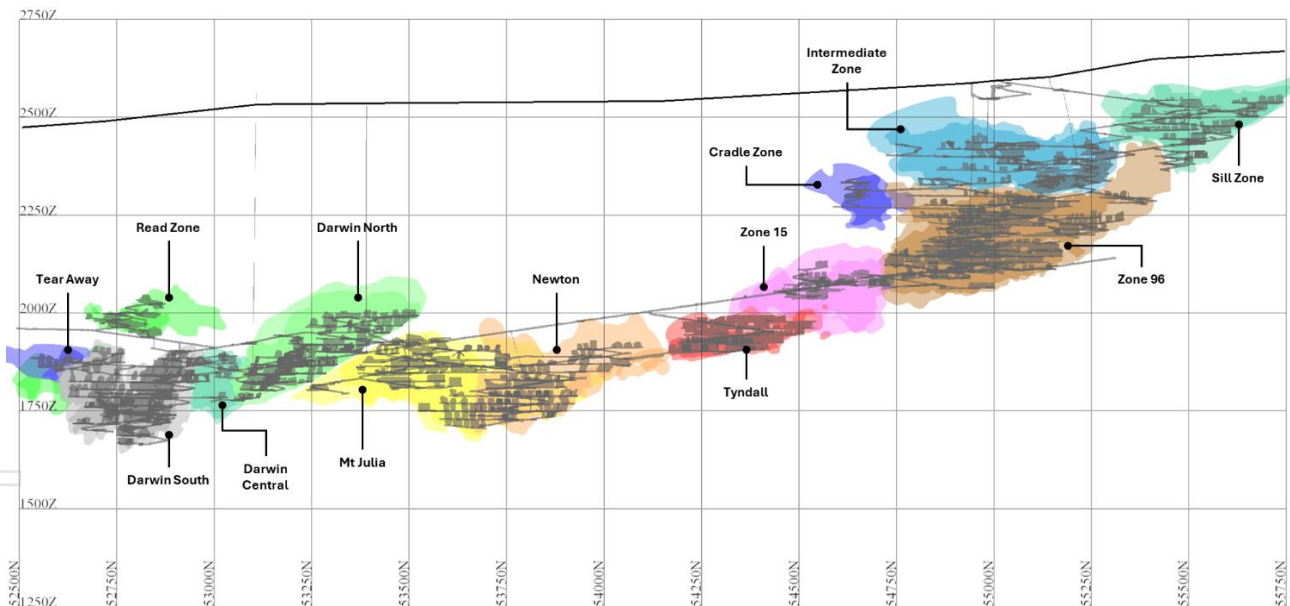 2750Z
Intermediate
Zone
2500Z
Cradle Zone
Sill Zone
2250Z
Read Zone
Darwin North
Zone 15
Tear Away
Newton
Zone 96
2000Z
Tyndall
1750Z
Mt Julia
Darwin South
Darwin
Central
1500Z
1250Z
52500N
52750N
53000N
53250N
53500N
53750N
54000N
54250N
54500N
54750N
55000N
55250N
55500N
55750N